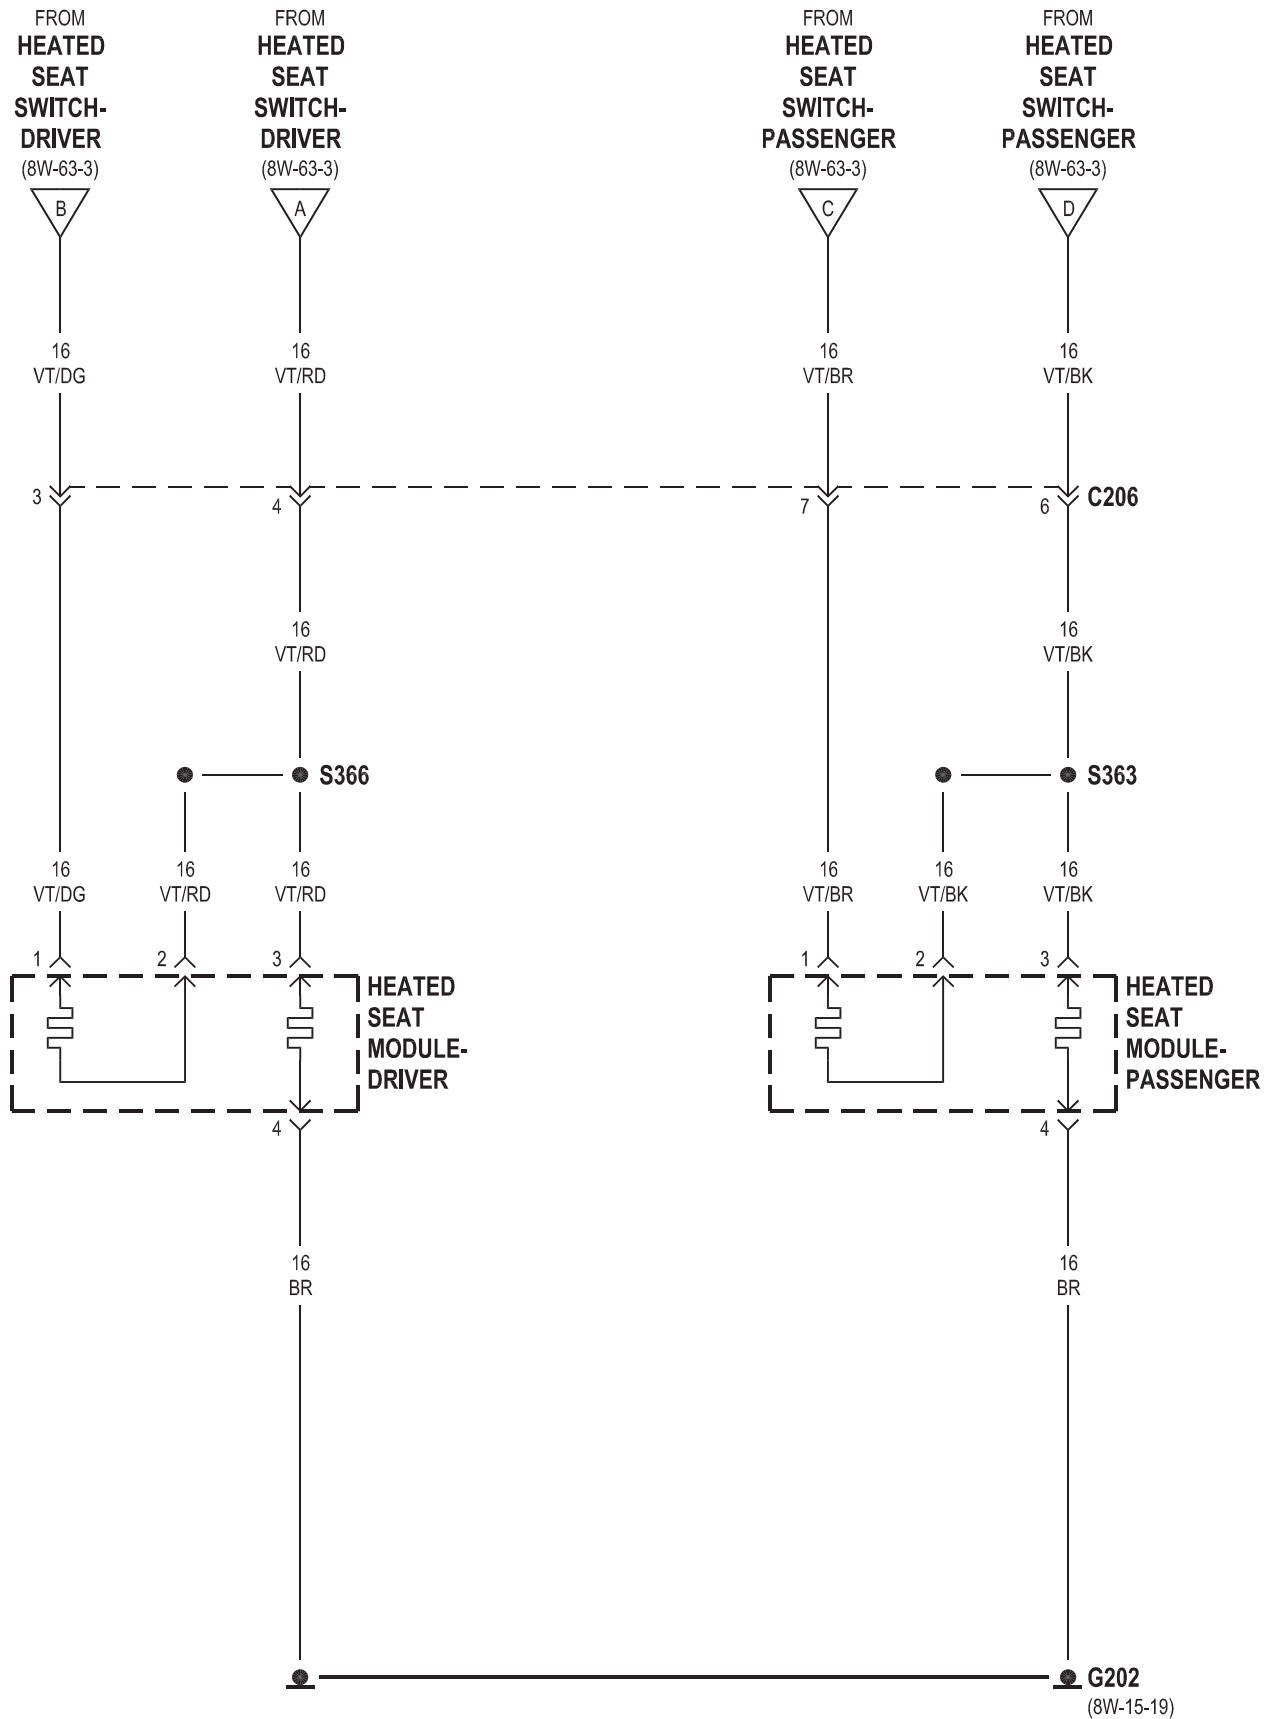 FROM
HEATED
SEAT
SWITCH-
DRIVER
(8W-63-3)
B
FROM
HEATED
SEAT
SWITCH-
DRIVER
(8W-63-3)
A
FROM
HEATED
SEAT
SWITCH-
PASSENGER
(8W-63-3)
C
FROM
HEATED
SEAT
SWITCH-
PASSENGER
(8W-63-3)
D
16
VT/DG
16
VT/RD
16
VT/BR
16
VT/BK
3
4
7
6
C206
16
VT/RD
16
VT/BK
S366
S363
16
VT/DG
16
VT/RD
16
VT/RD
16
VT/BR
16
VT/BK
16
VT/BK
1
2
3
1
2
3
HEATED
SEAT
MODULE-
DRIVER
HEATED
SEAT
MODULE-
PASSENGER
4
4
16
BR
16
BR
G202
(8W-15-19)